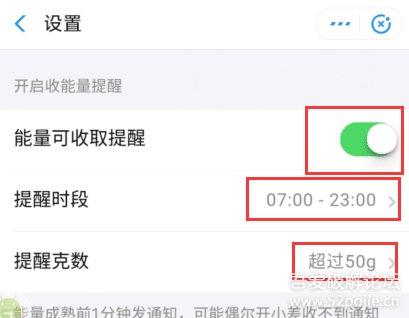 设置
开启收能量提醒
能量可收取提醒
提醒时段 07:00 - 23:00
提醒克数 超过50g
吾爱破解论坛
www.52pojie.cn
能量成熟前1分钟发通知，可能偶尔开小差收不到通知